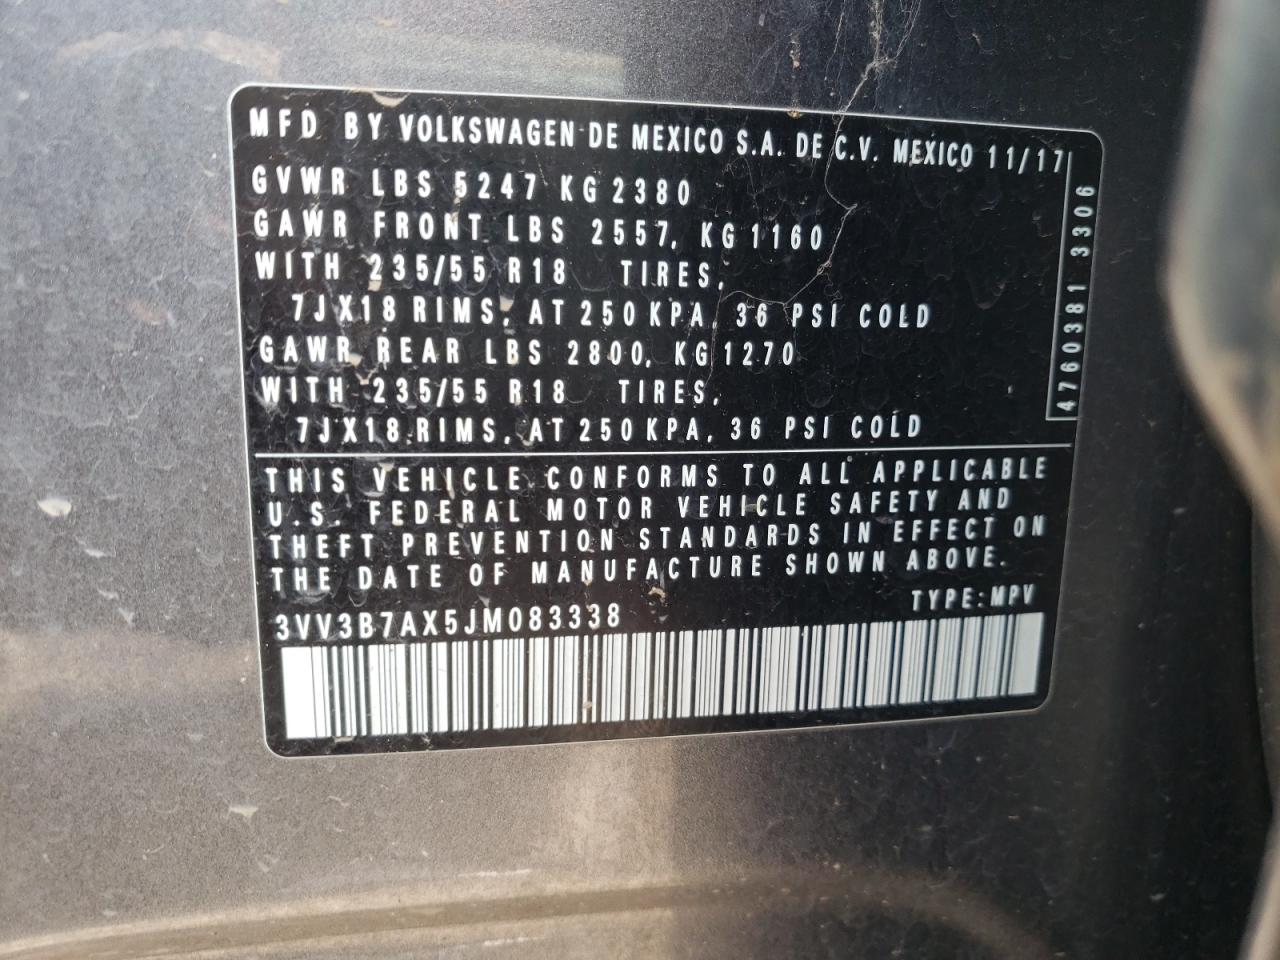 MFD BY VOLKSWAGEN DE MEXICO S.A. DE C.V. MEXICO 11/17
GVWR LBS 5247 KG 2380
GAWR FRONT LBS 2557, KG 1160
WITH 235/55 R18 TIRES,
7JX18 RIMS, AT 250 KPA, 36 PSI COLD
GAWR REAR LBS 2800, KG 1270
WITH 235/55 R18 TIRES,
7JX18 RIMS, AT 250 KPA, 36 PSI COLD
4760381 3306
THIS VEHICLE CONFORMS TO ALL APPLICABLE
U.S. FEDERAL MOTOR VEHICLE SAFETY AND
THEFT PREVENTION STANDARDS IN EFFECT ON
THE DATE OF MANUFACTURE SHOWN ABOVE.
3VV3B7AX5JM083338 TYPE:MPV